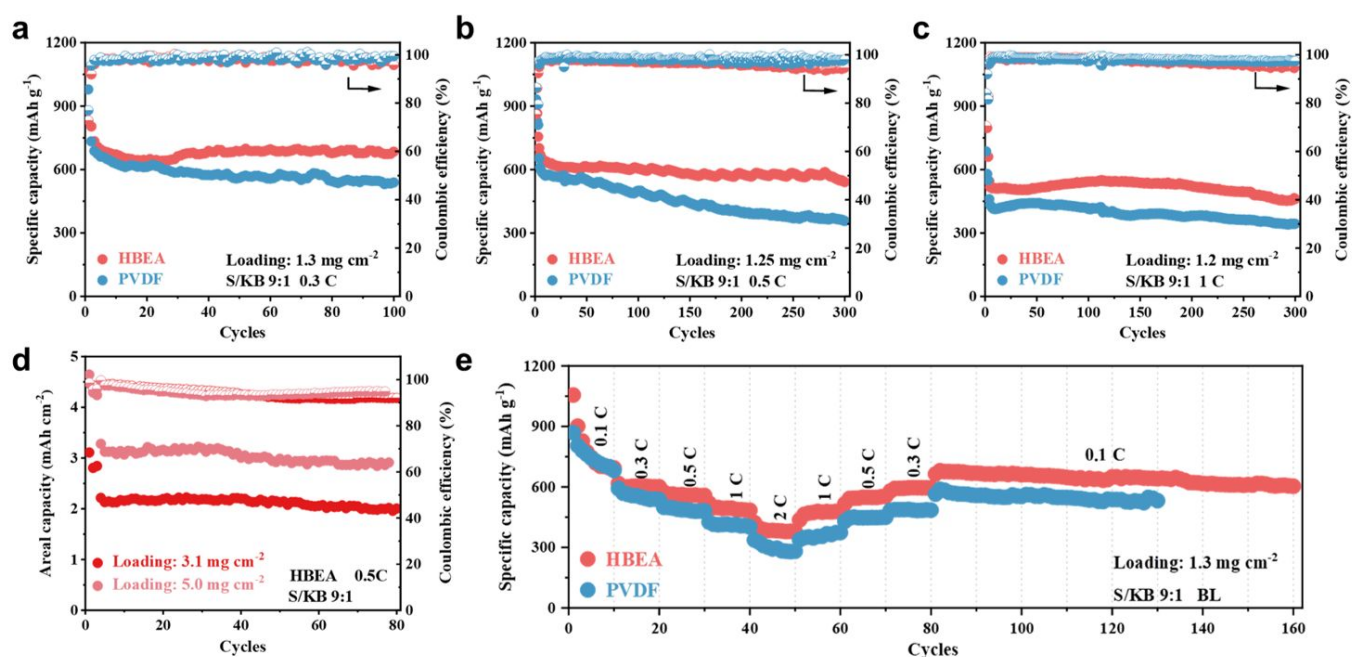 a
1200
900
600
300
0
0
20
40
60
80
100
100
80
60
40
20
0
Specific capacity (mAh g⁻¹)
Coulombic efficiency (%)
HBEA
Loading: 1.3 mg cm⁻²
PVDF
S/KB 9:1 0.3 C
Cycles
b
1200
900
600
300
0
0
50
100
150
200
250
300
100
80
60
40
20
0
Specific capacity (mAh g⁻¹)
Coulombic efficiency (%)
HBEA
Loading: 1.25 mg cm⁻²
PVDF
S/KB 9:1 0.5 C
Cycles
c
1200
900
600
300
0
0
50
100
150
200
250
300
100
80
60
40
20
0
Specific capacity (mAh g⁻¹)
Coulombic efficiency (%)
HBEA
Loading: 1.2 mg cm⁻²
PVDF
S/KB 9:1 1 C
Cycles
d
5
4
3
2
1
0
0
20
40
60
80
100
80
60
40
20
0
Areal capacity (mAh cm⁻²)
Coulombic efficiency (%)
Loading: 3.1 mg cm⁻²
Loading: 5.0 mg cm⁻²
HBEA 0.5C
S/KB 9:1
Cycles
e
1200
900
600
300
0
0
20
40
60
80
100
120
140
160
Specific capacity (mAh g⁻¹)
0.1 C
0.3 C
0.5 C
1 C
2 C
1 C
0.5 C
0.3 C
0.1 C
HBEA
PVDF
Loading: 1.3 mg cm⁻²
S/KB 9:1 BL
Cycles